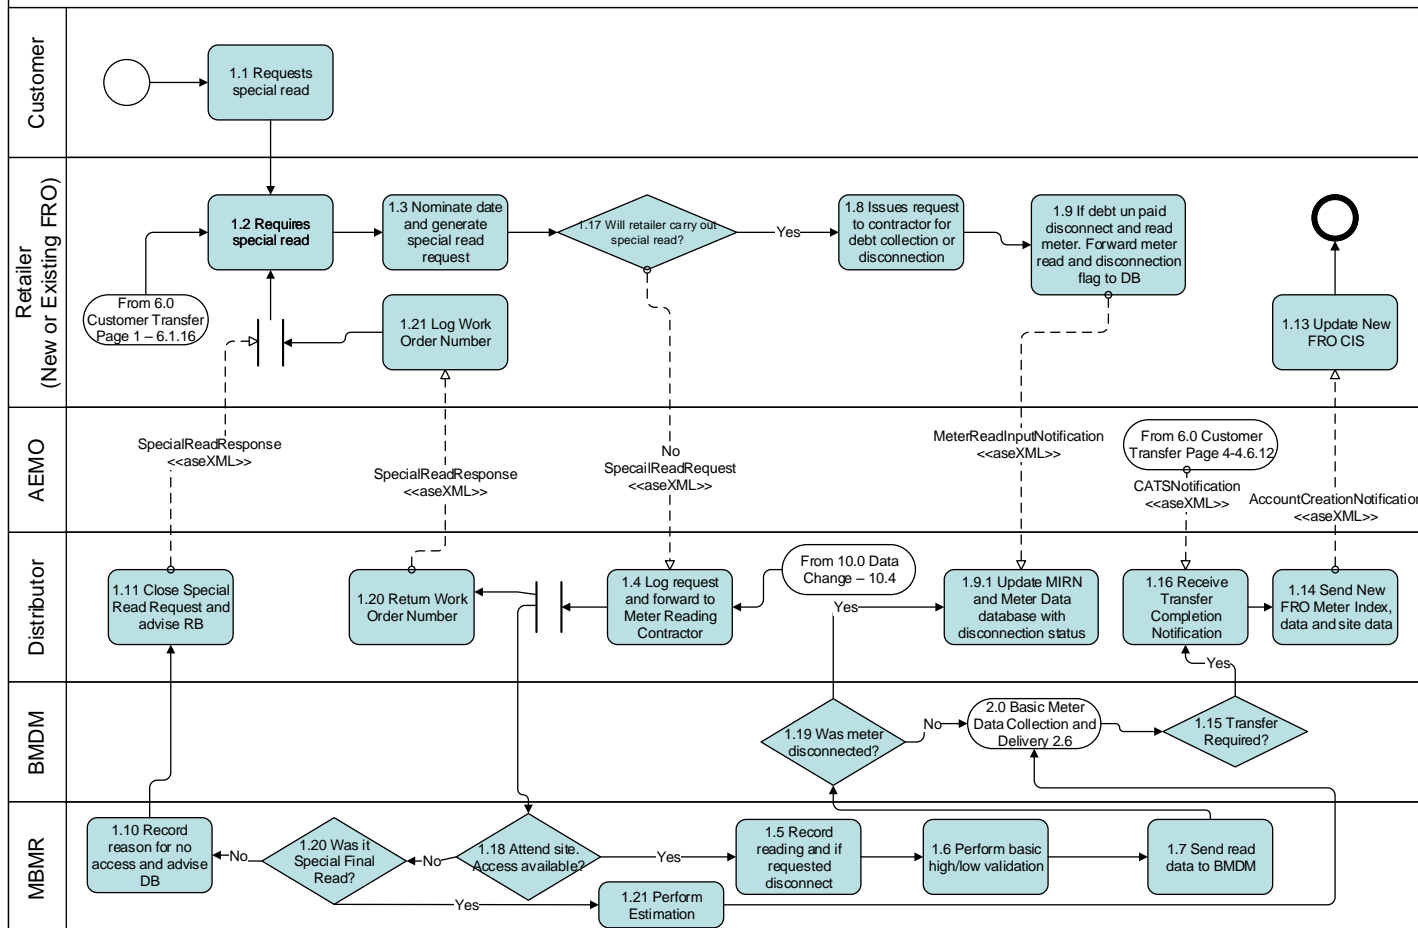 Customer
1.1 Requests
special read
Retailer
(New or Existing FRO)
1.2 Requires
special read
1.3 Nominate date
and generate
special read
request
1.17 Will retailer carry out
special read?
Yes
1.8 Issues request
to contractor for
debt collection or
disconnection
1.9 If debt un paid
disconnect and read
meter. Forward meter
read and disconnection
flag to DB
From 6.0
Customer Transfer
Page 1 – 6.1.16
1.21 Log Work
Order Number
1.13 Update New
FRO CIS
AEMO
SpecialReadResponse
<<aseXML>>
SpecialReadResponse
<<aseXML>>
No
SpecailReadRequest
<<aseXML>>
MeterReadInputNotification
<<aseXML>>
From 6.0 Customer
Transfer Page 4-4.6.12
CATSNotification
<<aseXML>>
AccountCreationNotification
<<aseXML>>
Distributor
1.11 Close Special
Read Request and
advise RB
1.20 Return Work
Order Number
1.4 Log request
and forward to
Meter Reading
Contractor
From 10.0 Data
Change – 10.4
Yes
1.9.1 Update MIRN
and Meter Data
database with
disconnection status
1.16 Receive
Transfer
Completion
Notification
1.14 Send New
FRO Meter Index,
data and site data
Yes
BMDM
1.19 Was meter
disconnected?
No
2.0 Basic Meter
Data Collection and
Delivery 2.6
1.15 Transfer
Required?
MBMR
1.10 Record
reason for no
access and advise
DB
No
1.20 Was it
Special Final
Read?
No
1.18 Attend site.
Access available?
Yes
1.5 Record
reading and if
requested
disconnect
1.6 Perform basic
high/low validation
1.7 Send read
data to BMDM
Yes
1.21 Perform
Estimation